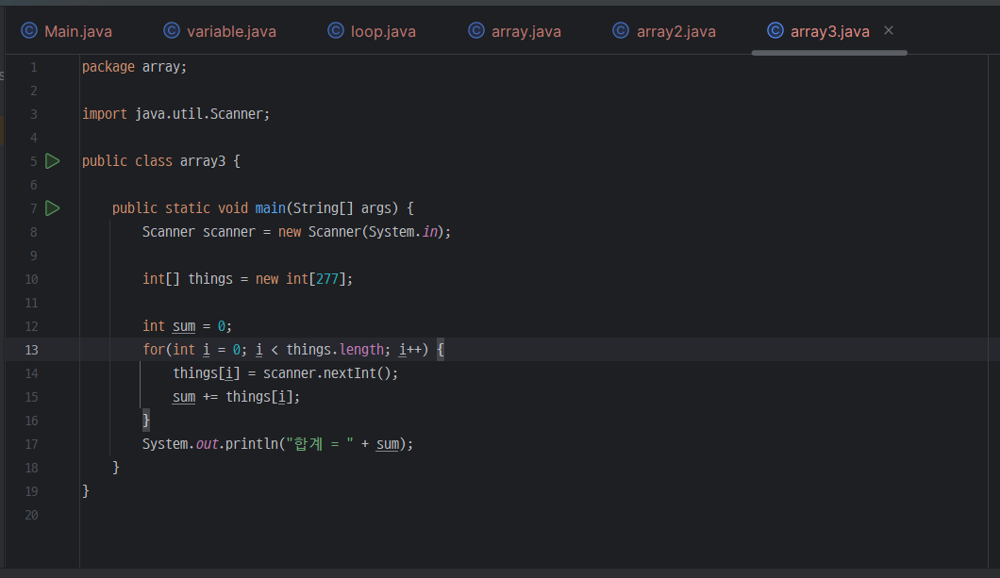 Main.java variable.java loop.java array.java array2.java array3.java
1 package array;
2
3 import java.util.Scanner;
4
5 public class array3 {
6
7 public static void main(String[] args) {
8 Scanner scanner = new Scanner(System.in);
9
10 int[] things = new int[277];
11
12 int sum = 0;
13 for(int i = 0; i < things.length; i++) {
14 things[i] = scanner.nextInt();
15 sum += things[i];
16 }
17 System.out.println("합계 = " + sum);
18 }
19 }
20